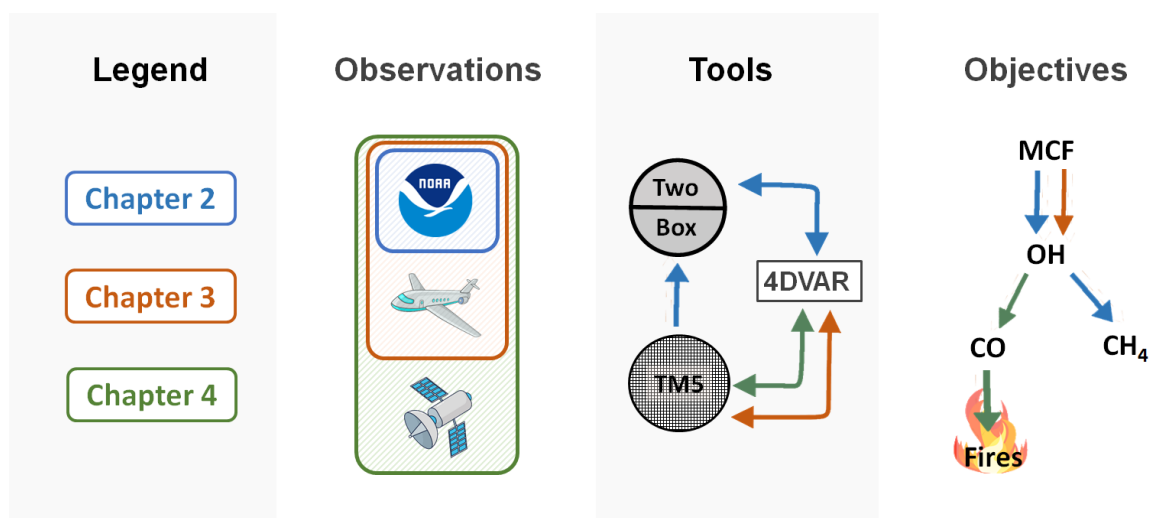 Legend
Observations
Tools
Objectives
Chapter 2
Chapter 3
Chapter 4
NOAA
Two
Box
4DVAR
TM5
MCF
OH
CO
CH₄
Fires